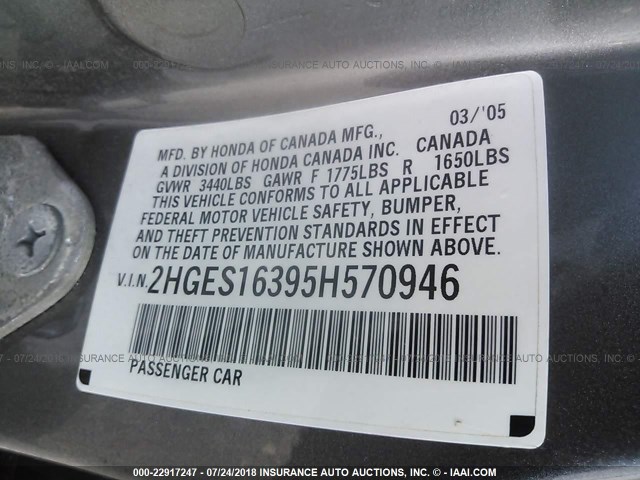 03/'05
MFD. BY HONDA OF CANADA MFG.,
A DIVISION OF HONDA CANADA INC. CANADA
GVWR 3440LBS GAWR F 1775LBS R 1650LBS
THIS VEHICLE CONFORMS TO ALL APPLICABLE
FEDERAL MOTOR VEHICLE SAFETY, BUMPER,
AND THEFT PREVENTION STANDARDS IN EFFECT
ON THE DATE OF MANUFACTURE SHOWN ABOVE.
V.I.N. 2HGES16395H570946
PASSENGER CAR
000-22917247 - 07/24/2018 INSURANCE AUTO AUCTIONS, INC. - © - IAAI.COM